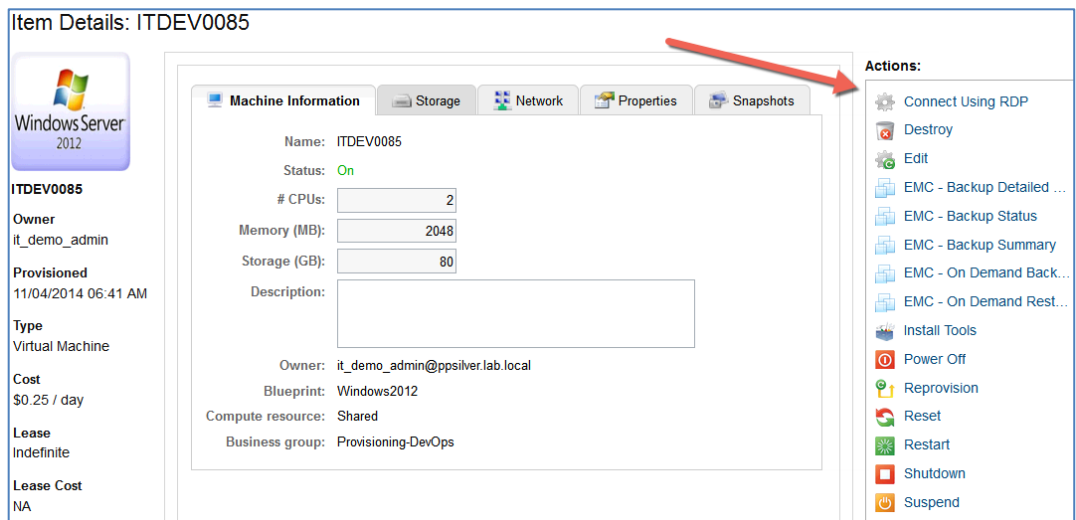 Item Details: ITDEV0085
Windows Server
2012
ITDEV0085
Owner
it_demo_admin
Provisioned
11/04/2014 06:41 AM
Type
Virtual Machine
Cost
$0.25 / day
Lease
Indefinite
Lease Cost
NA
Machine Information
Storage
Network
Properties
Snapshots
Name: ITDEV0085
Status: On
# CPUs: 2
Memory (MB): 2048
Storage (GB): 80
Description:
Owner: it_demo_admin@ppsilver.lab.local
Blueprint: Windows2012
Compute resource: Shared
Business group: Provisioning-DevOps
Actions:
Connect Using RDP
Destroy
Edit
EMC - Backup Detailed ...
EMC - Backup Status
EMC - Backup Summary
EMC - On Demand Back...
EMC - On Demand Rest...
Install Tools
Power Off
Reprovision
Reset
Restart
Shutdown
Suspend